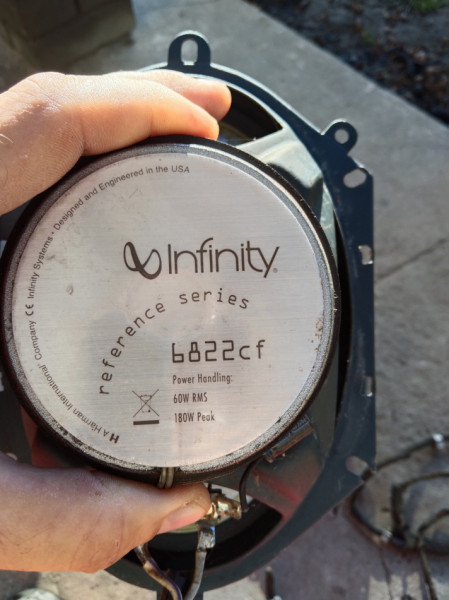 H A Harman International® Company CE Infinity Systems • Designed and Engineered in the USA
Infinity®
reference series
6822cf
Power Handling:
60W RMS
180W Peak